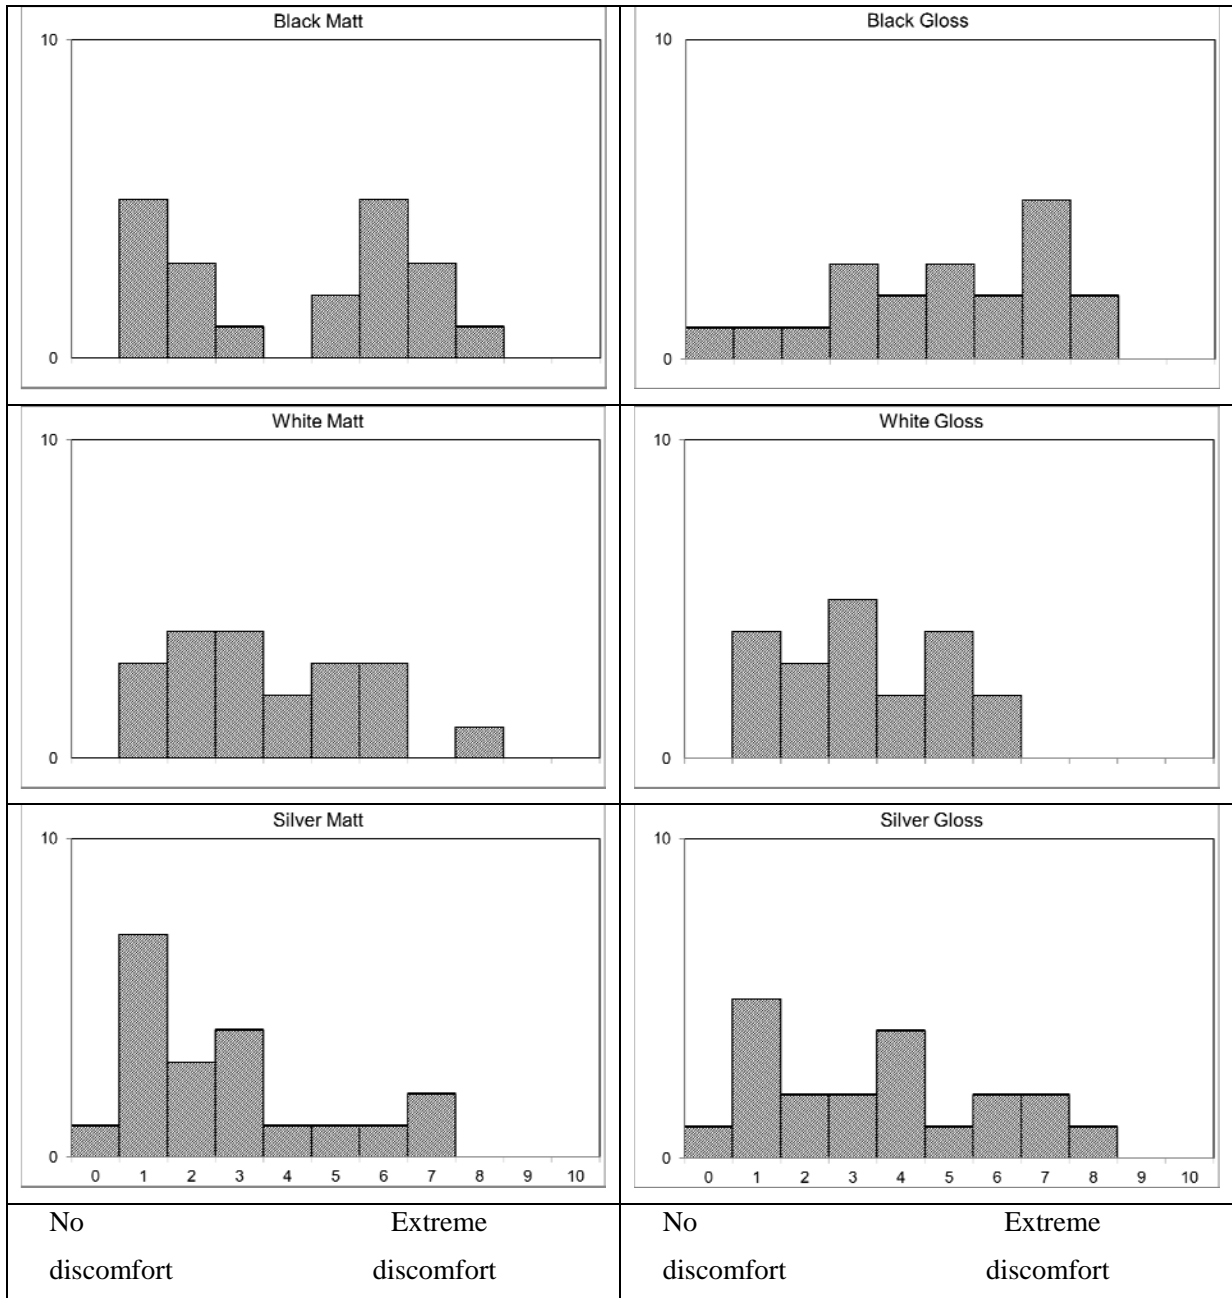 Black Matt
10
0
Black Gloss
10
0
White Matt
10
0
White Gloss
10
0
Silver Matt
10
0
0 1 2 3 4 5 6 7 8 9 10
Silver Gloss
10
0
0 1 2 3 4 5 6 7 8 9 10
No Extreme
discomfort discomfort
No Extreme
discomfort discomfort